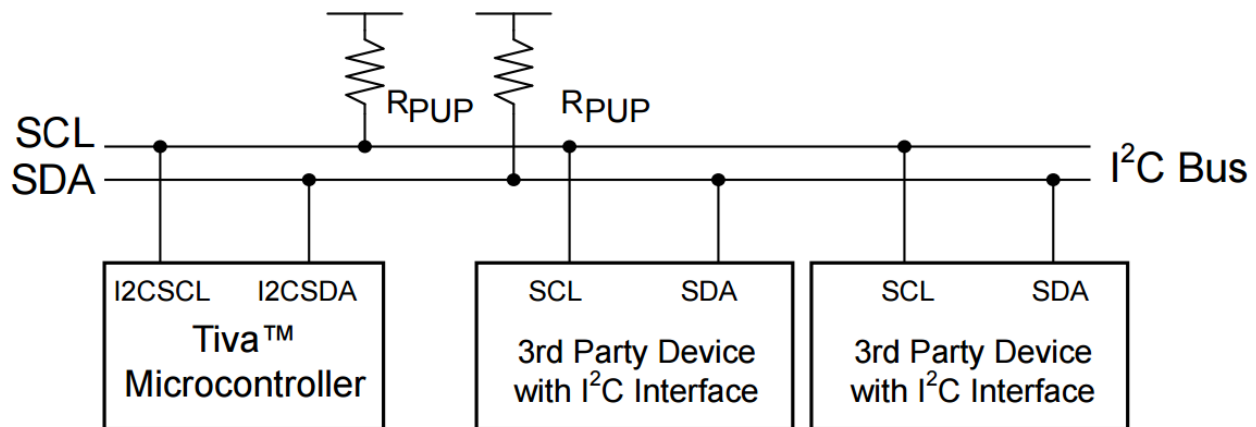 RPUP RPUP
SCL
SDA
I²C Bus
I2CSCL I2CSDA
Tiva™
Microcontroller
SCL SDA
3rd Party Device
with I²C Interface
SCL SDA
3rd Party Device
with I²C Interface